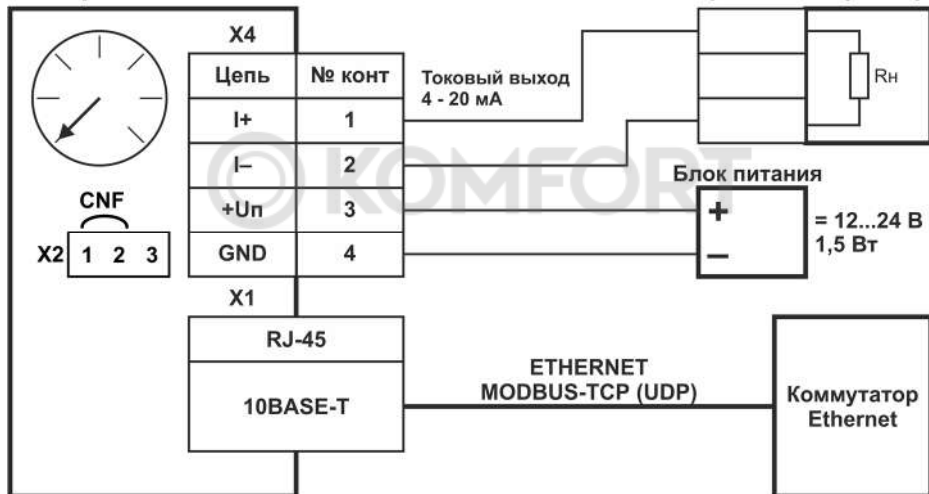 X4
Цепь № конт
I+ 1
I– 2
+Uп 3
GND 4
Токовый выход
4 - 20 мА
Rн
© KOMFORT
Блок питания
+
–
= 12...24 В
1,5 Вт
CNF
X2 1 2 3
X1
RJ-45
10BASE-T
ETHERNET
MODBUS-TCP (UDP)
Коммутатор
Ethernet